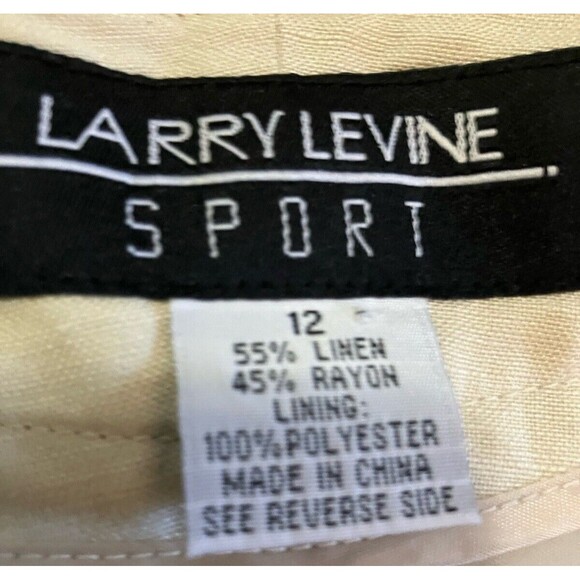 LARRY LEVINE
SPORT
12
55% LINEN
45% RAYON
LINING:
100%POLYESTER
MADE IN CHINA
SEE REVERSE SIDE